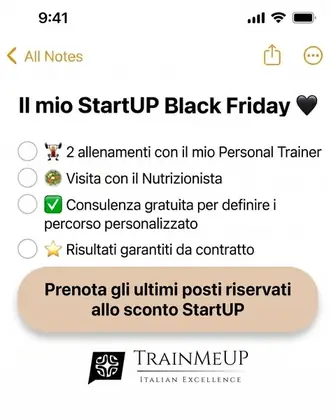 9:41
All Notes
Il mio StartUP Black Friday 🖤
🏋️ 2 allenamenti con il mio Personal Trainer
🥗 Visita con il Nutrizionista
✅ Consulenza gratuita per definire i
percorso personalizzato
⭐ Risultati garantiti da contratto
Prenota gli ultimi posti riservati
allo sconto StartUP
TRAINMEUP
ITALIAN EXCELLENCE